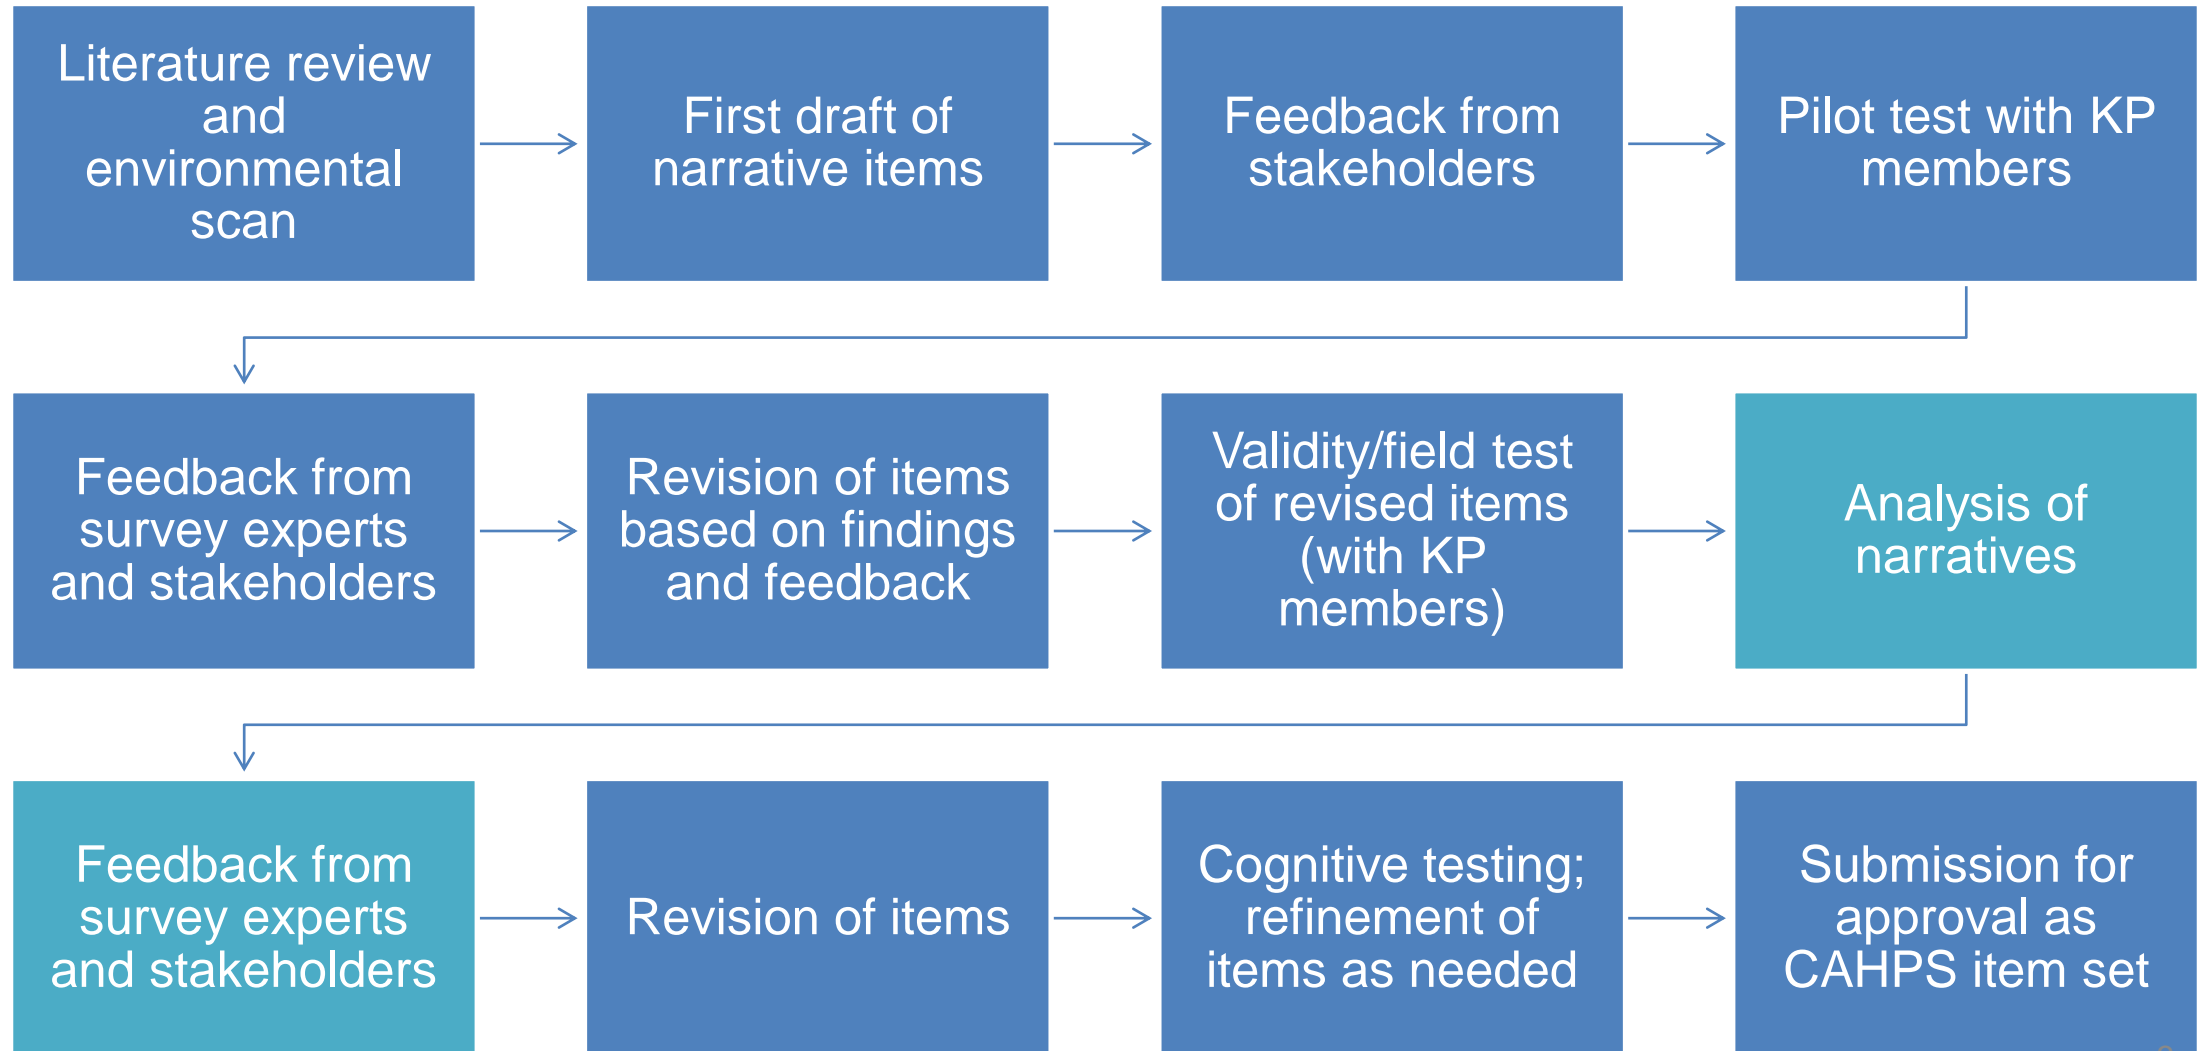 Literature review
and
environmental
scan
First draft of
narrative items
Feedback from
stakeholders
Pilot test with KP
members
Feedback from
survey experts
and stakeholders
Revision of items
based on findings
and feedback
Validity/field test
of revised items
(with KP
members)
Analysis of
narratives
Feedback from
survey experts
and stakeholders
Revision of items
Cognitive testing;
refinement of
items as needed
Submission for
approval as
CAHPS item set